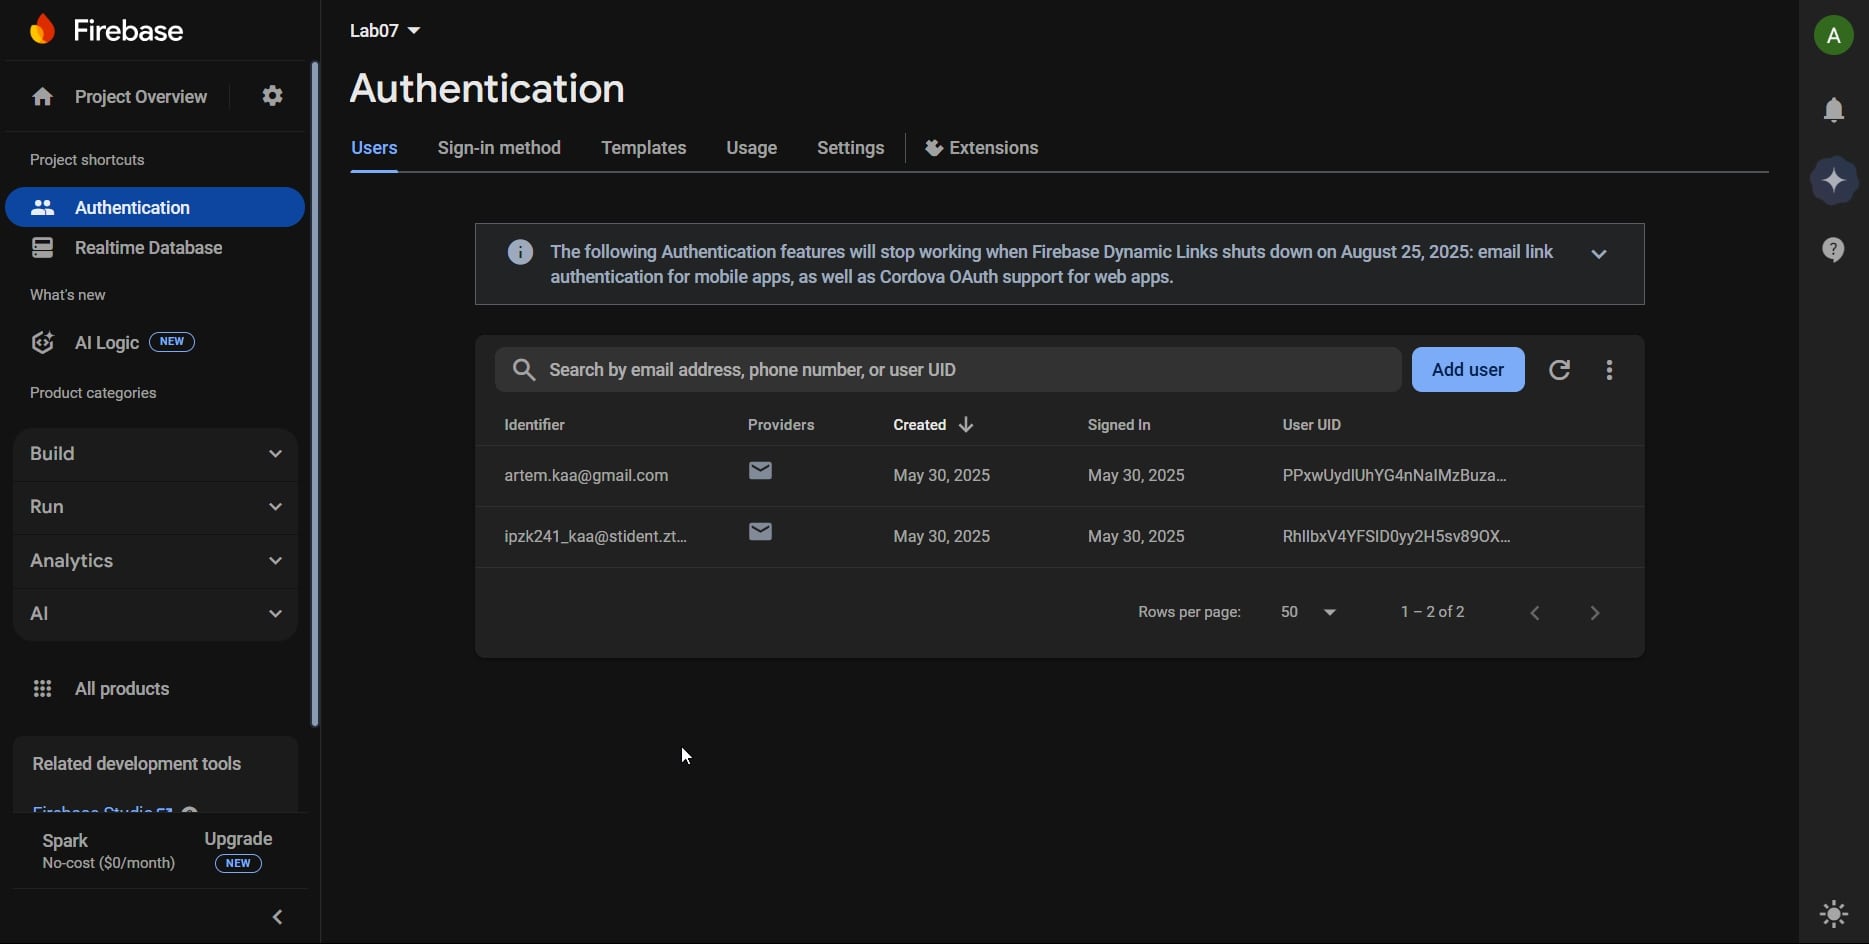 Firebase
Project Overview
Project shortcuts
Authentication
Realtime Database
What's new
AI Logic NEW
Product categories
Build
Run
Analytics
AI
All products
Related development tools
Firebase Studio
Spark
No-cost ($0/month)
Upgrade
NEW
Lab07
Authentication
Users Sign-in method Templates Usage Settings Extensions
The following Authentication features will stop working when Firebase Dynamic Links shuts down on August 25, 2025: email link
authentication for mobile apps, as well as Cordova OAuth support for web apps.
Search by email address, phone number, or user UID
Add user
Identifier Providers Created Signed In User UID
artem.kaa@gmail.com May 30, 2025 May 30, 2025 PPxwUydlUhYG4nNaIMzBuza...
ipzk241_kaa@stident.zt... May 30, 2025 May 30, 2025 RhIlbxV4YFSID0yy2H5sv89OX...
Rows per page: 50 1 – 2 of 2
A